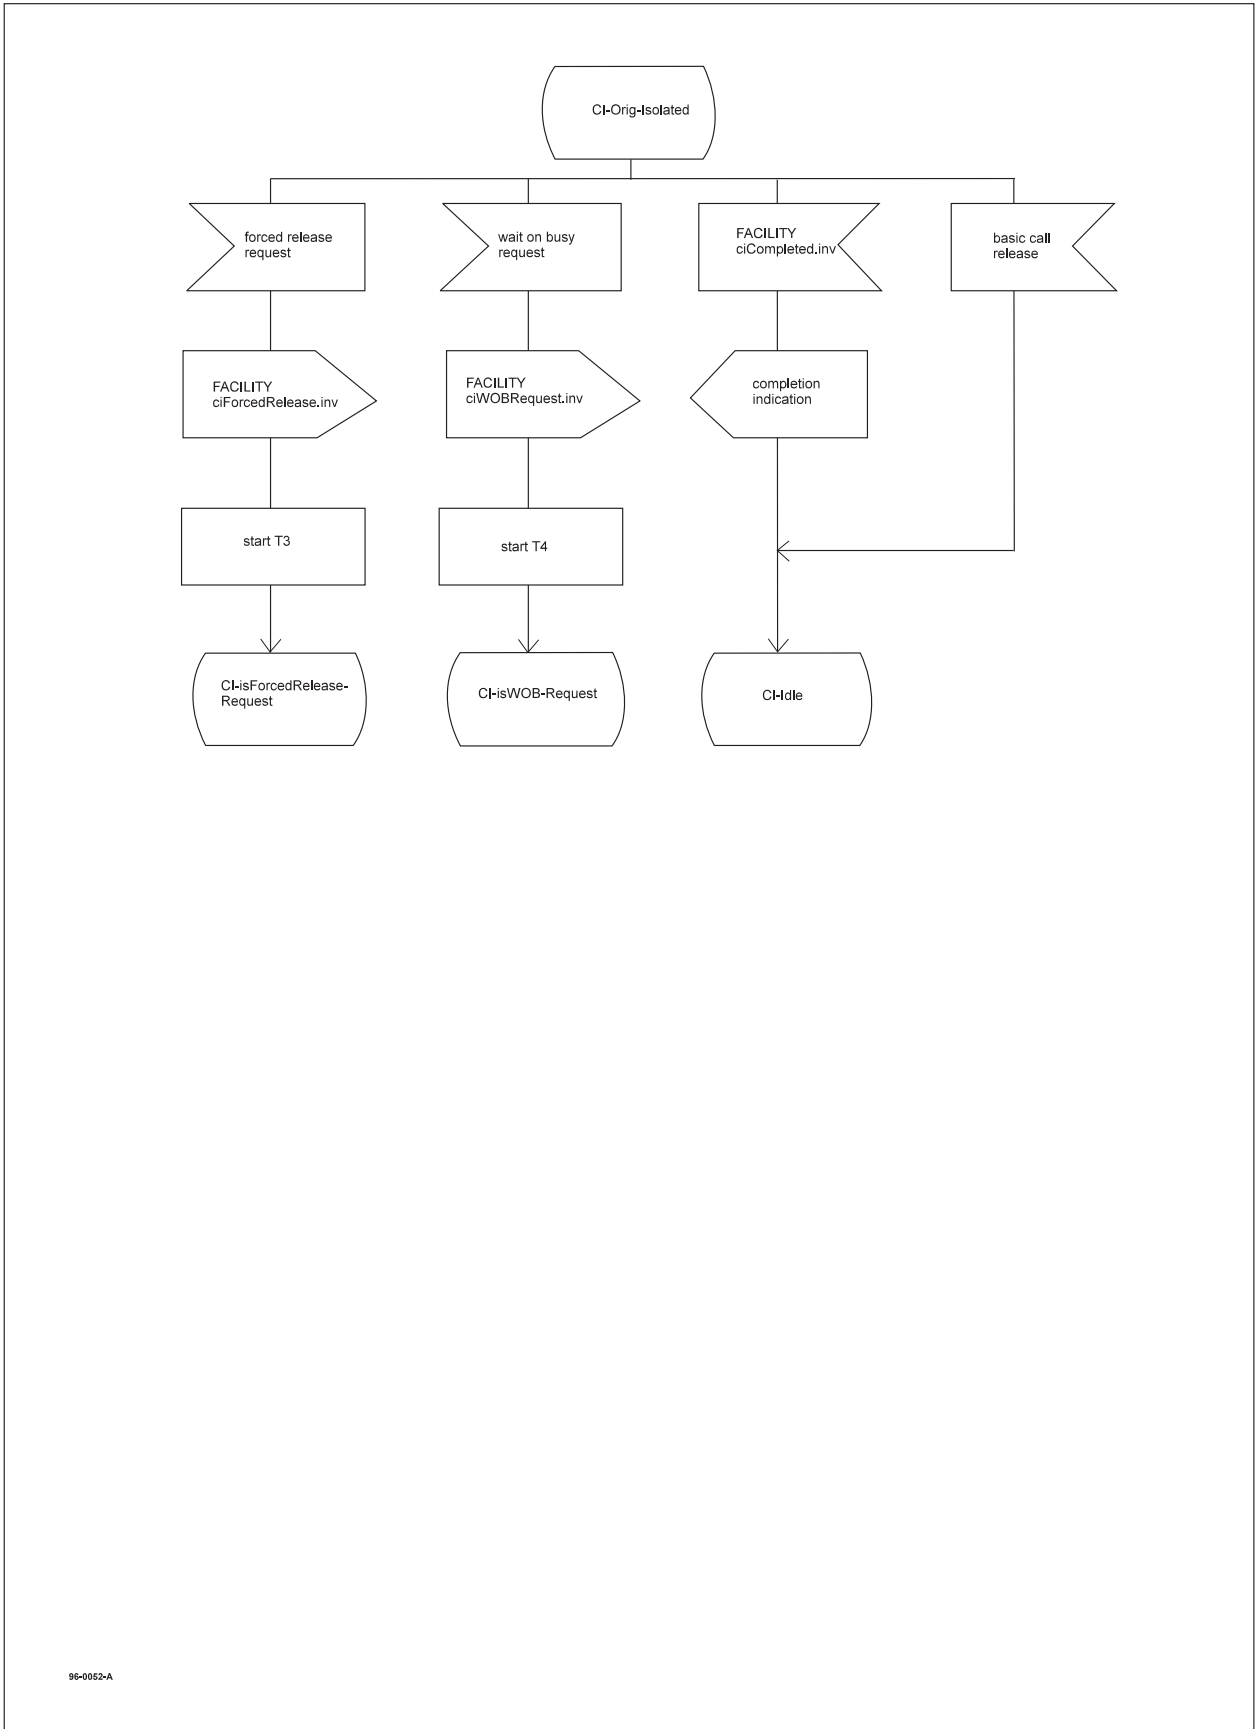 CI-Orig-Isolated
forced release
request
wait on busy
request
FACILITY
ciCompleted.inv
basic call
release
FACILITY
ciForcedRelease.inv
FACILITY
ciWOBRequest.inv
completion
indication
start T3
start T4
CI-isForcedRelease-
Request
CI-isWOB-Request
CI-Idle
96-0052-A